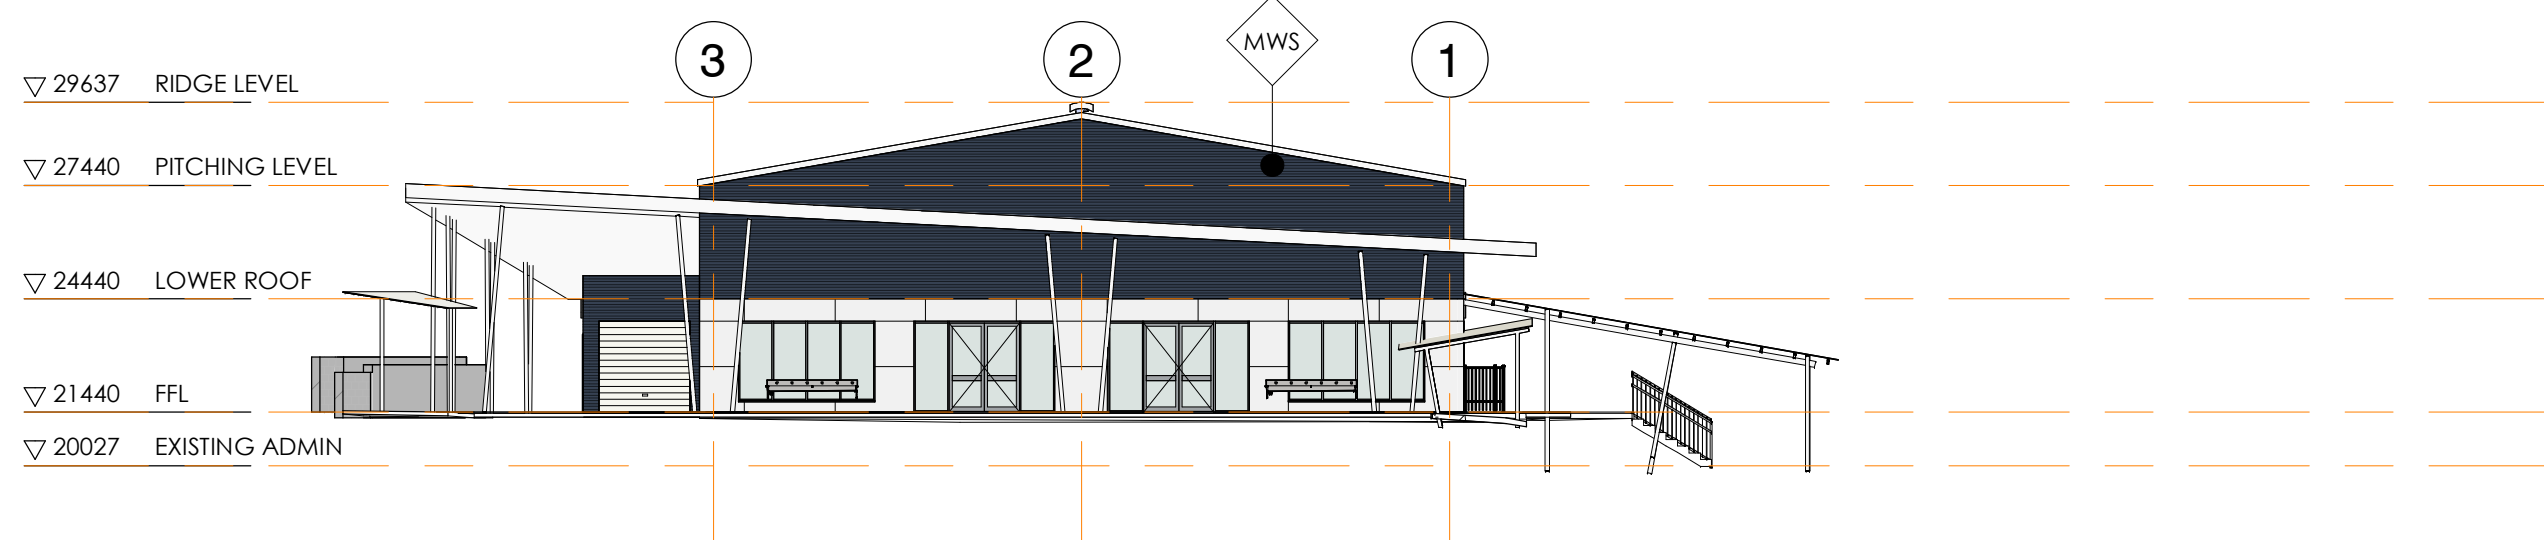 3
2
MWS
1
29637 RIDGE LEVEL
27440 PITCHING LEVEL
24440 LOWER ROOF
21440 FFL
20027 EXISTING ADMIN